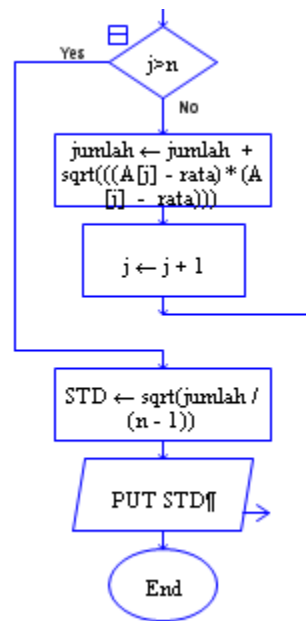 Yes
j>n
No
jumlah ← jumlah +
sqrt(((A[j] - rata)*(A
[j] - rata)))
j ← j + 1
STD ← sqrt(jumlah /
(n - 1))
PUT STD¶
End